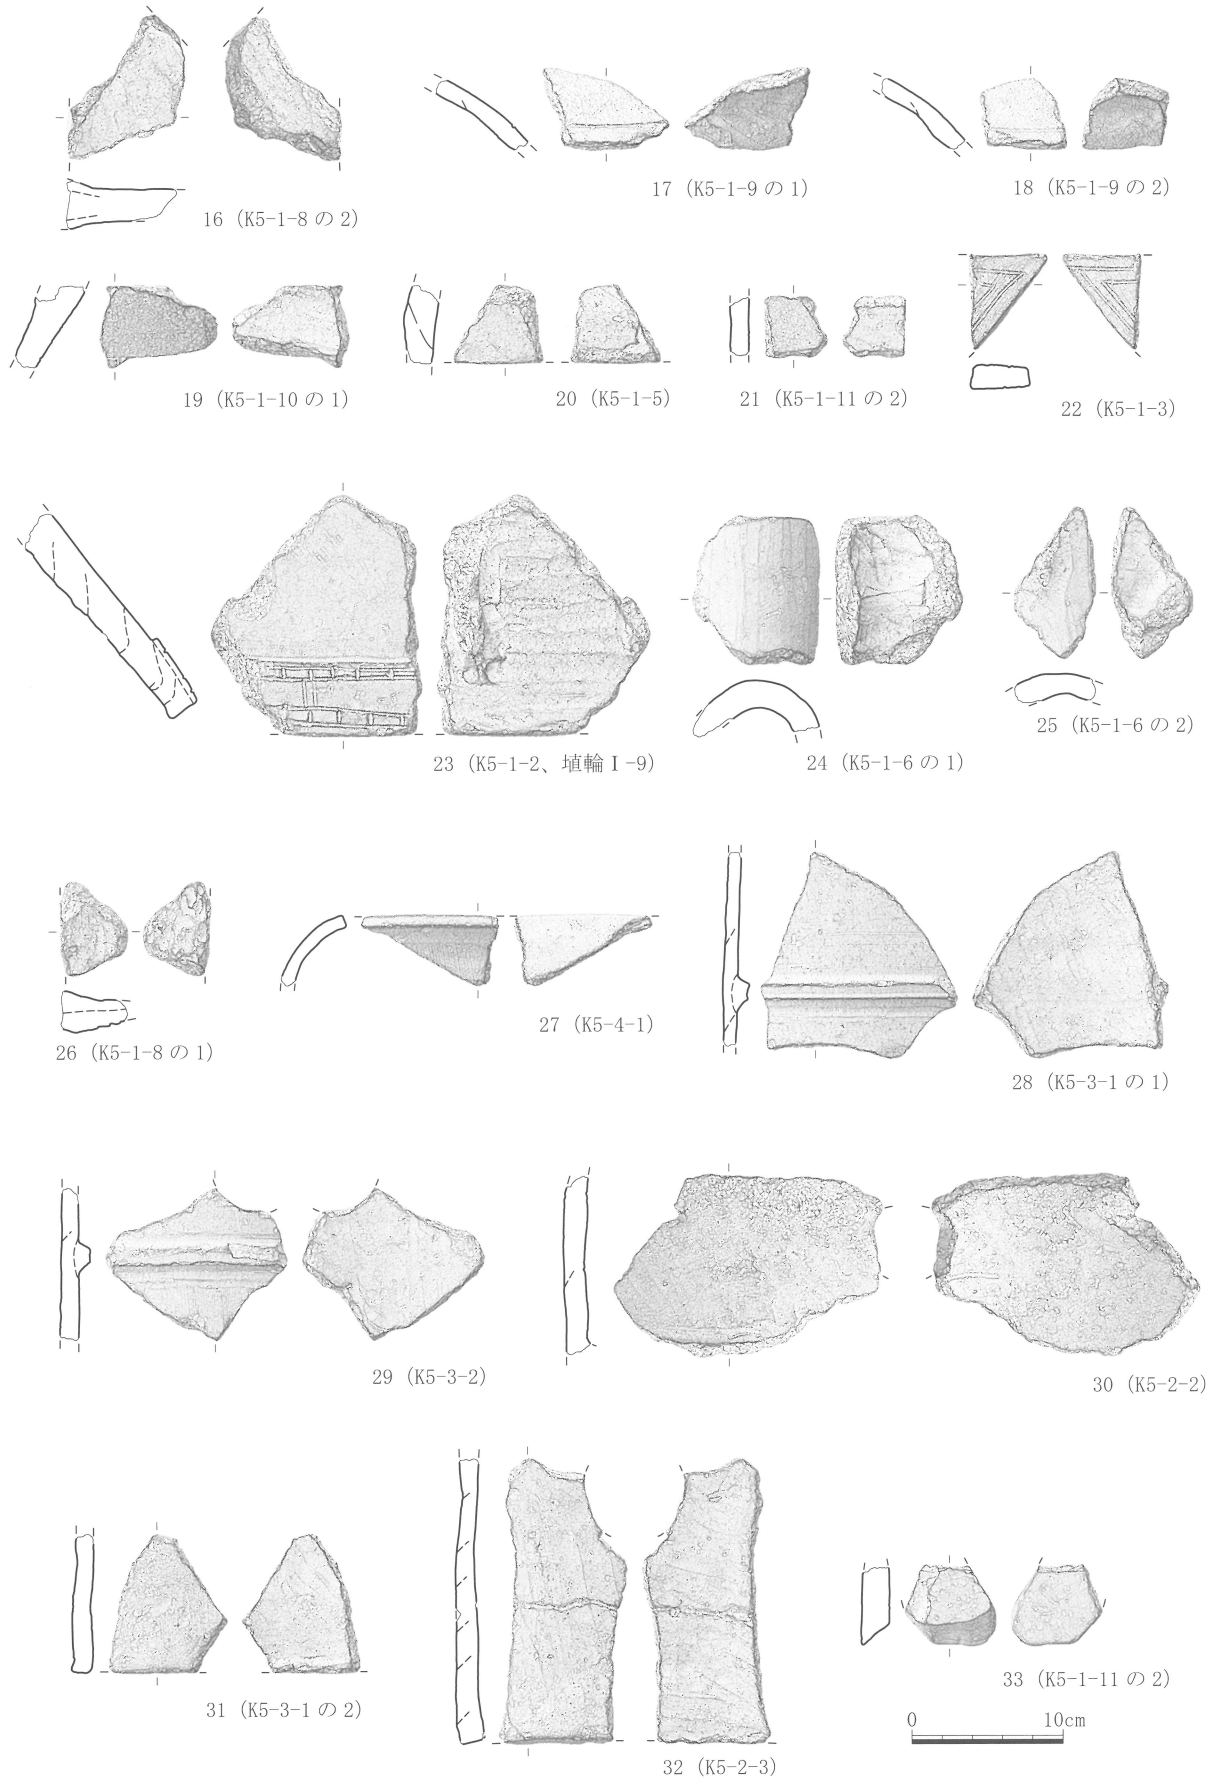 16（K5-1-8 の 2）
17（K5-1-9 の 1）
18（K5-1-9 の 2）
19（K5-1-10 の 1）
20（K5-1-5）
21（K5-1-11 の 2）
22（K5-1-3）
23（K5-1-2、埴輪Ⅰ-9）
24（K5-1-6 の 1）
25（K5-1-6 の 2）
26（K5-1-8 の 1）
27（K5-4-1）
28（K5-3-1 の 1）
29（K5-3-2）
30（K5-2-2）
31（K5-3-1 の 2）
32（K5-2-3）
33（K5-1-11 の 2）
0 10cm